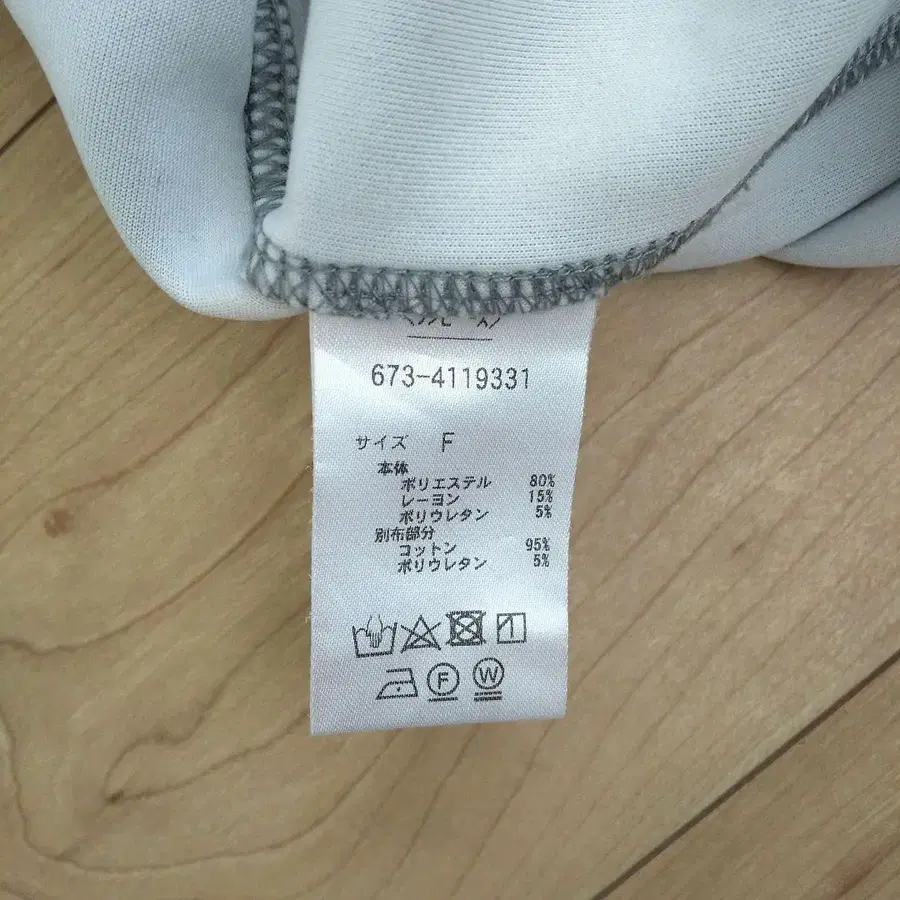 673-4119331
サイズ F
本体
ポリエステル 80%
レーヨン 15%
ポリウレタン 5%
別布部分
コットン 95%
ポリウレタン 5%
F W